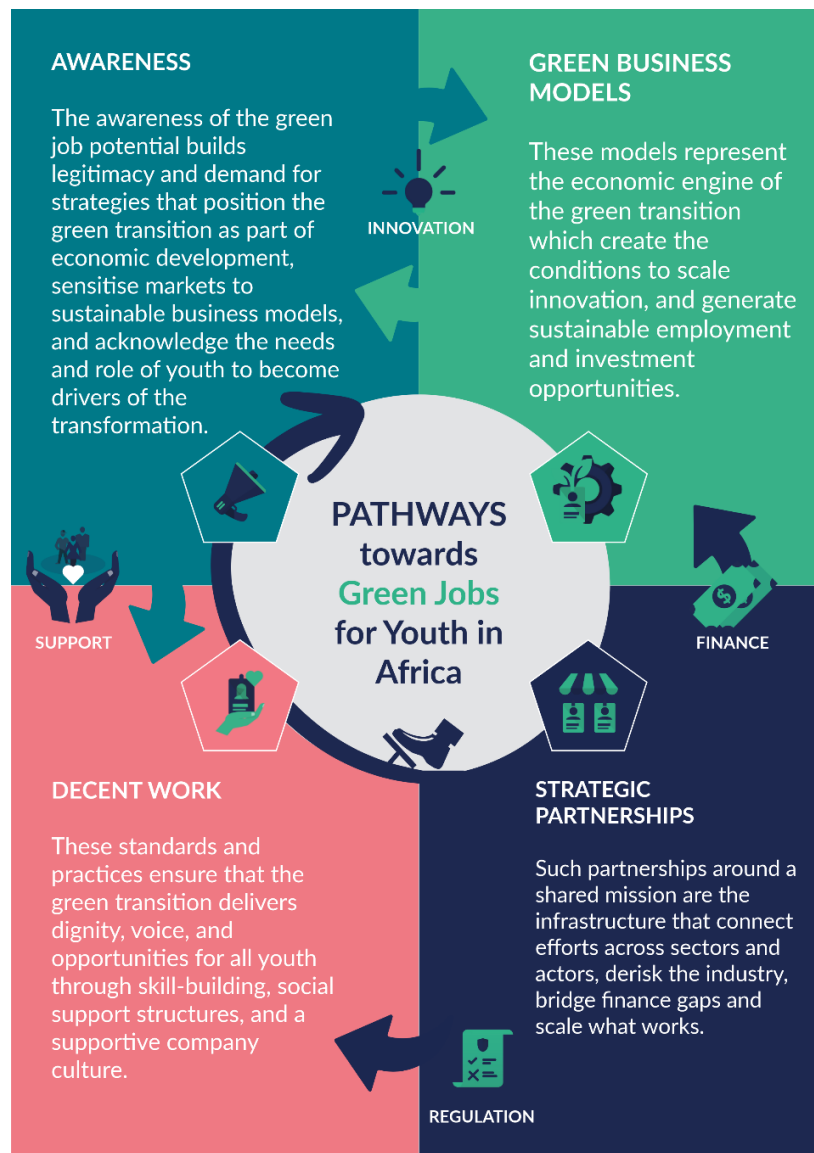 AWARENESS
The awareness of the green
job potential builds
legitimacy and demand for
strategies that position the
green transition as part of
economic development,
sensitise markets to
sustainable business models,
and acknowledge the needs
and role of youth to become
drivers of the
transformation.
INNOVATION
GREEN BUSINESS
MODELS
These models represent
the economic engine of
the green transition
which create the
conditions to scale
innovation, and generate
sustainable employment
and investment
opportunities.
PATHWAYS
towards
Green Jobs
for Youth in
Africa
SUPPORT
FINANCE
DECENT WORK
These standards and
practices ensure that the
green transition delivers
dignity, voice, and
opportunities for all youth
through skill-building, social
support structures, and a
supportive company
culture.
STRATEGIC
PARTNERSHIPS
Such partnerships around a
shared mission are the
infrastructure that connect
efforts across sectors and
actors, derisk the industry,
bridge finance gaps and
scale what works.
REGULATION